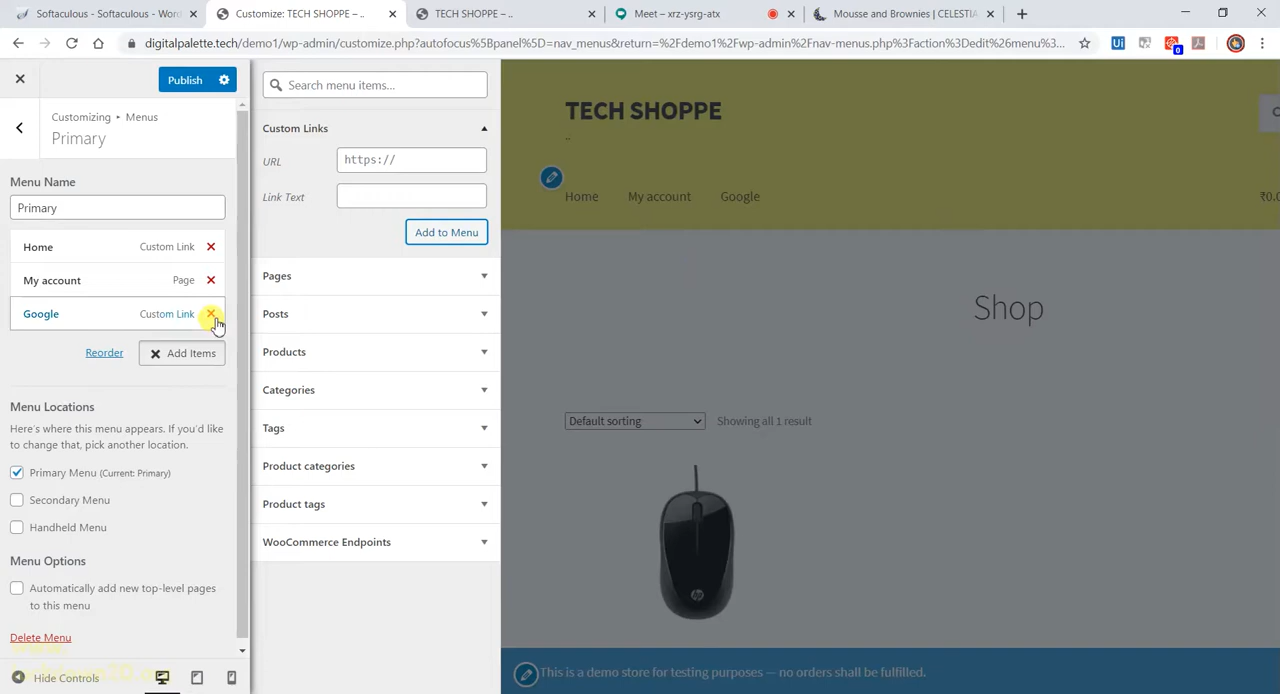 Softaculous - Softaculous - Word
Customize: TECH SHOPPE – ..
TECH SHOPPE – ..
Meet – xrz-ysrg-atx
Mousse and Brownies | CELESTIA
digitalpalette.tech/demo1/wp-admin/customize.php?autofocus%5Bpanel%5D=nav_menus&return=%2Fdemo1%2Fwp-admin%2Fnav-menus.php%3Faction%3Dedit%26menu%3...
Ui
0
Publish
Customizing ▸ Menus
Primary
Menu Name
Primary
Home Custom Link
My account Page
Google Custom Link
Reorder
Add Items
Menu Locations
Here's where this menu appears. If you'd like
to change that, pick another location.
Primary Menu (Current: Primary)
Secondary Menu
Handheld Menu
Menu Options
Automatically add new top-level pages
to this menu
Delete Menu
Hide Controls
Search menu items...
Custom Links
URL https://
Link Text
Add to Menu
Pages
Posts
Products
Categories
Tags
Product categories
Product tags
WooCommerce Endpoints
TECH SHOPPE
–
Home My account Google ₹0.0
Shop
Default sorting Showing all 1 result
hp
This is a demo store for testing purposes — no orders shall be fulfilled.